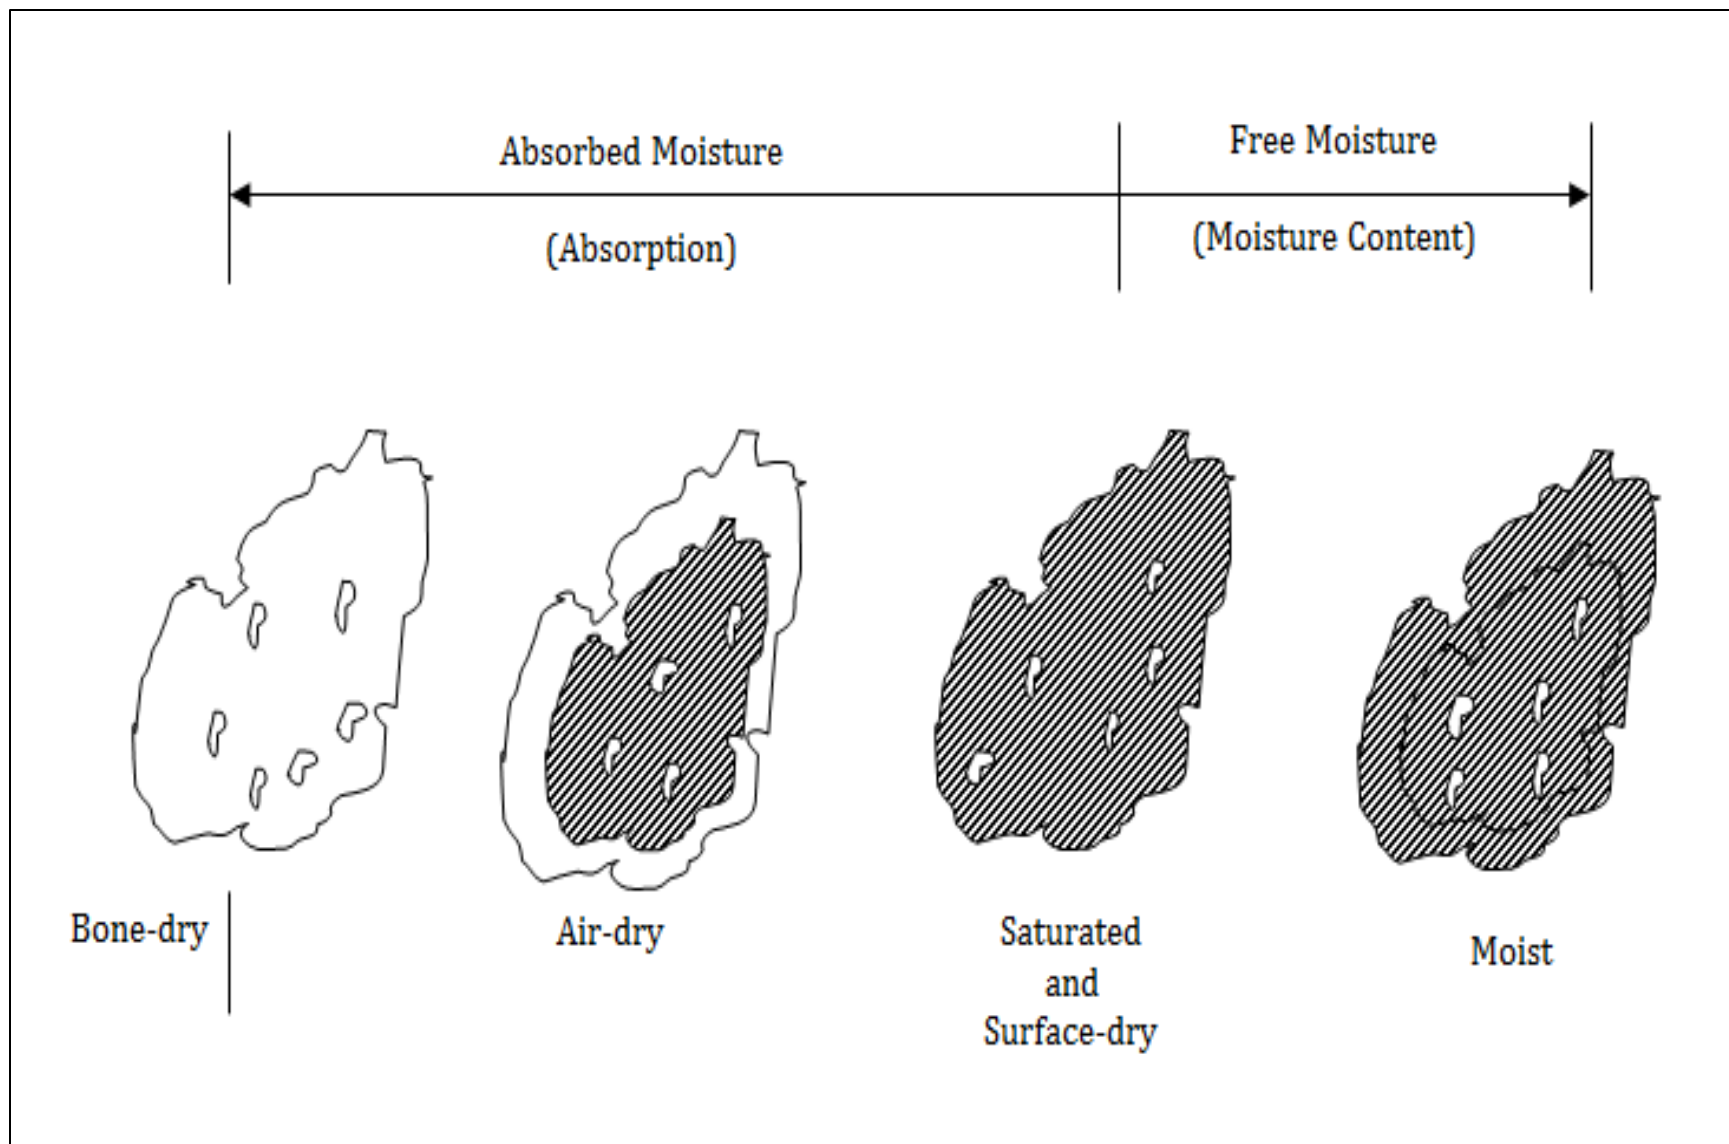 Absorbed Moisture
Free Moisture
(Absorption)
(Moisture Content)
Bone-dry
Air-dry
Saturated
and
Surface-dry
Moist